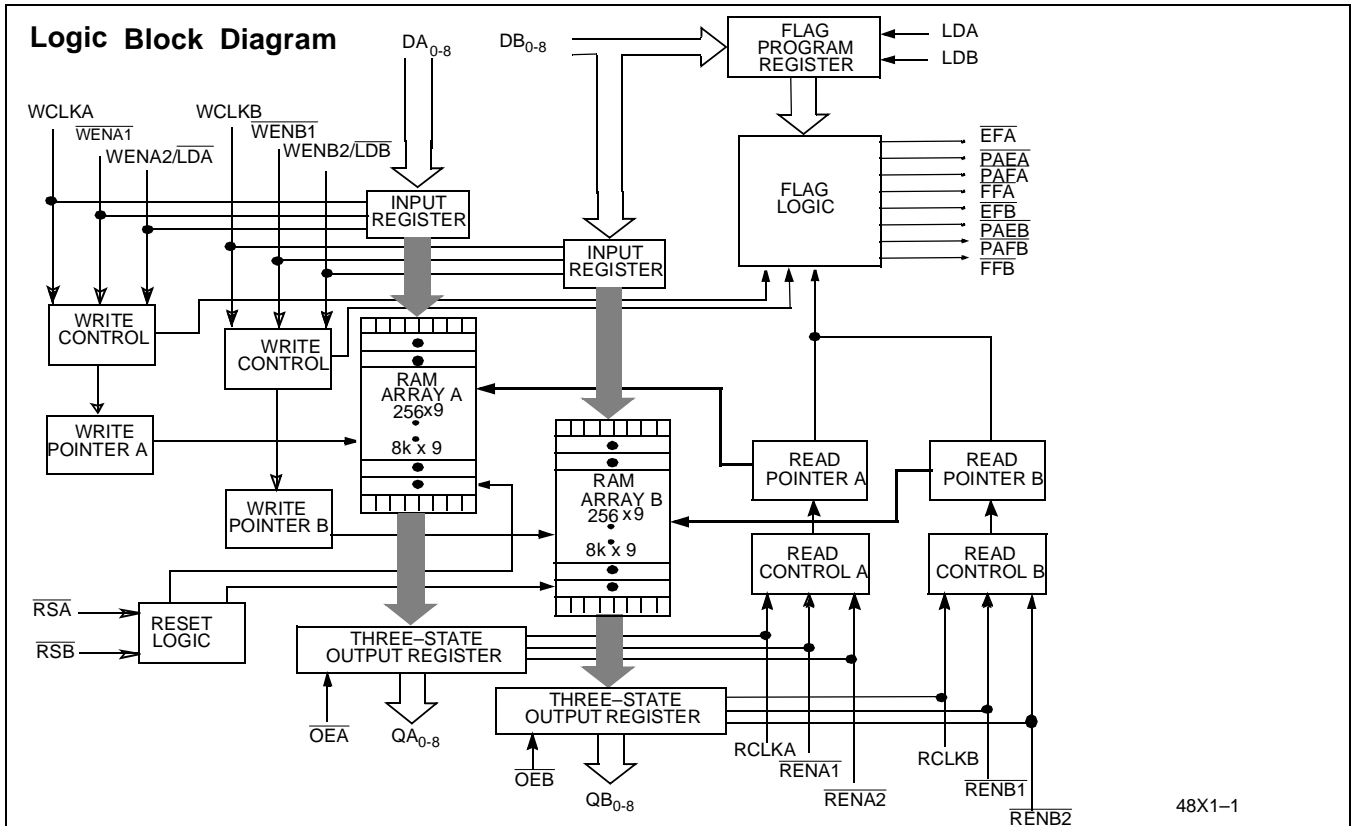 Logic Block Diagram
DA0-8
DB0-8
FLAG
PROGRAM
REGISTER
LDA
LDB
WCLKA
WENA1
WENA2/LDA
WCLKB
WENB1
WENB2/LDB
INPUT
REGISTER
INPUT
REGISTER
FLAG
LOGIC
EFA
PAEA
PAFA
FFA
EFB
PAEB
PAFB
FFB
WRITE
CONTROL
WRITE
CONTROL
RAM
ARRAY A
256x9
8k x 9
WRITE
POINTER A
WRITE
POINTER B
RAM
ARRAY B
256x9
8k x 9
READ
POINTER A
READ
POINTER B
READ
CONTROL A
READ
CONTROL B
RSA
RSB
RESET
LOGIC
THREE–STATE
OUTPUT REGISTER
THREE–STATE
OUTPUT REGISTER
OEA
QA0-8
OEB
QB0-8
RCLKA
RENA1
RENA2
RCLKB
RENB1
RENB2
48X1–1